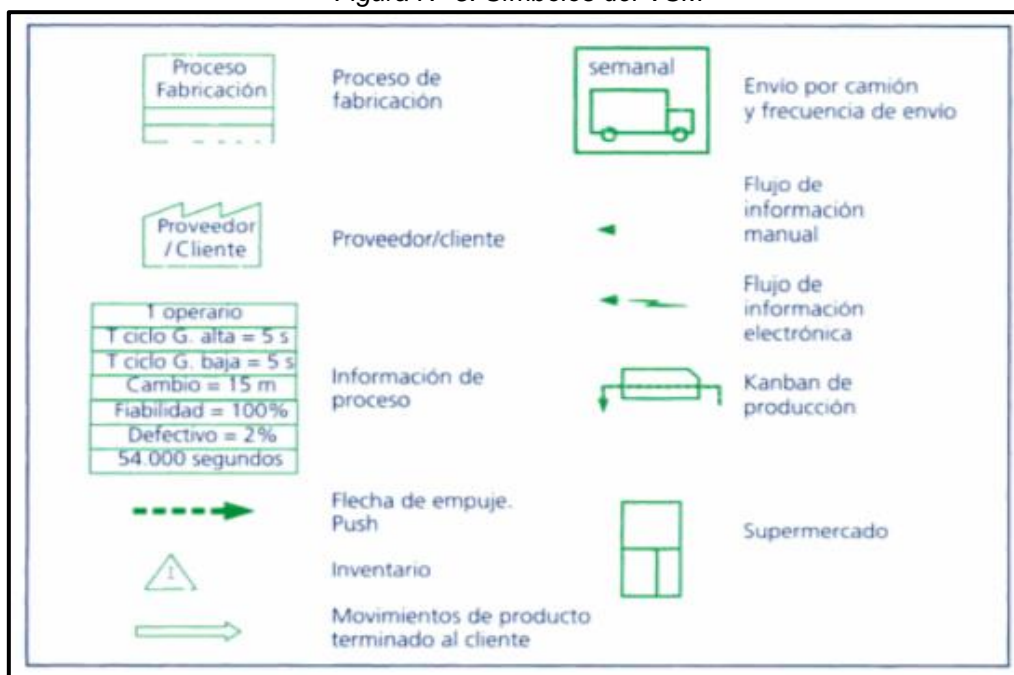 Proceso
Fabricación
Proceso de
fabricación
semanal
Envío por camión
y frecuencia de envío
Proveedor
/ Cliente
Proveedor/cliente
Flujo de
información
manual
Flujo de
información
electrónica
1 operario
T ciclo G. alta = 5 s
T ciclo G. baja = 5 s
Cambio = 15 m
Fiabilidad = 100%
Defectivo = 2%
54.000 segundos
Información de
proceso
Kanban de
producción
Flecha de empuje.
Push
Supermercado
I
Inventario
Movimientos de producto
terminado al cliente